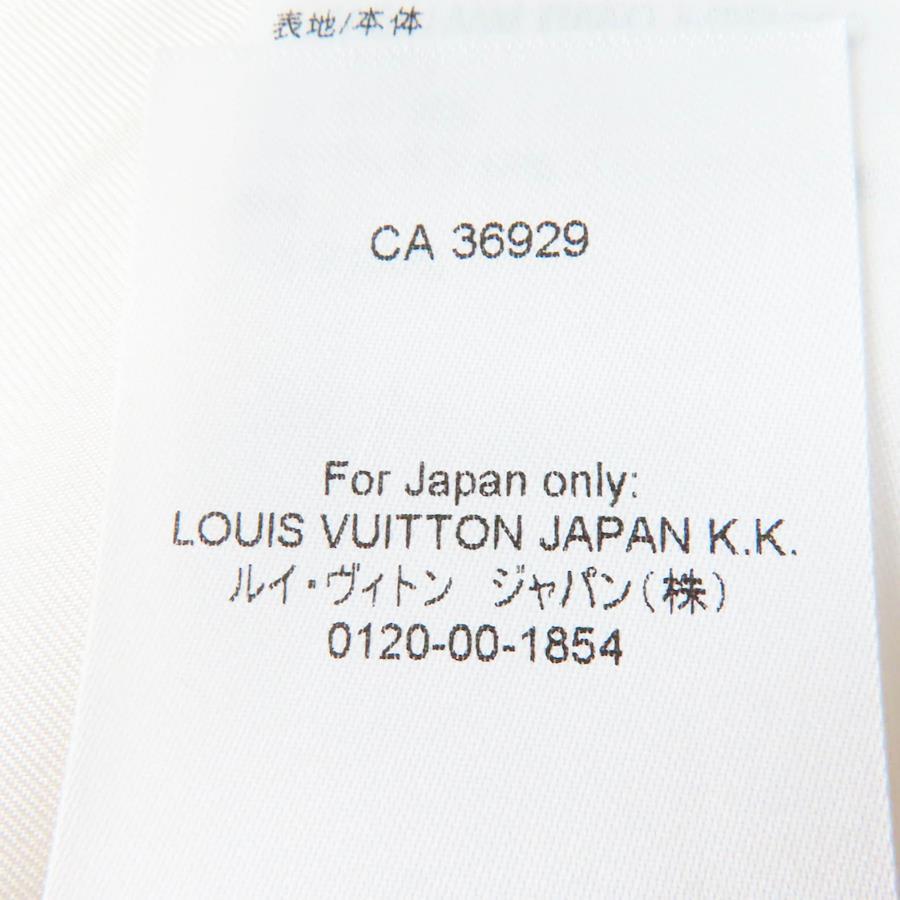 表地/本体
CA 36929
For Japan only:
LOUIS VUITTON JAPAN K.K.
ルイ・ヴィトン　ジャパン(株)
0120-00-1854